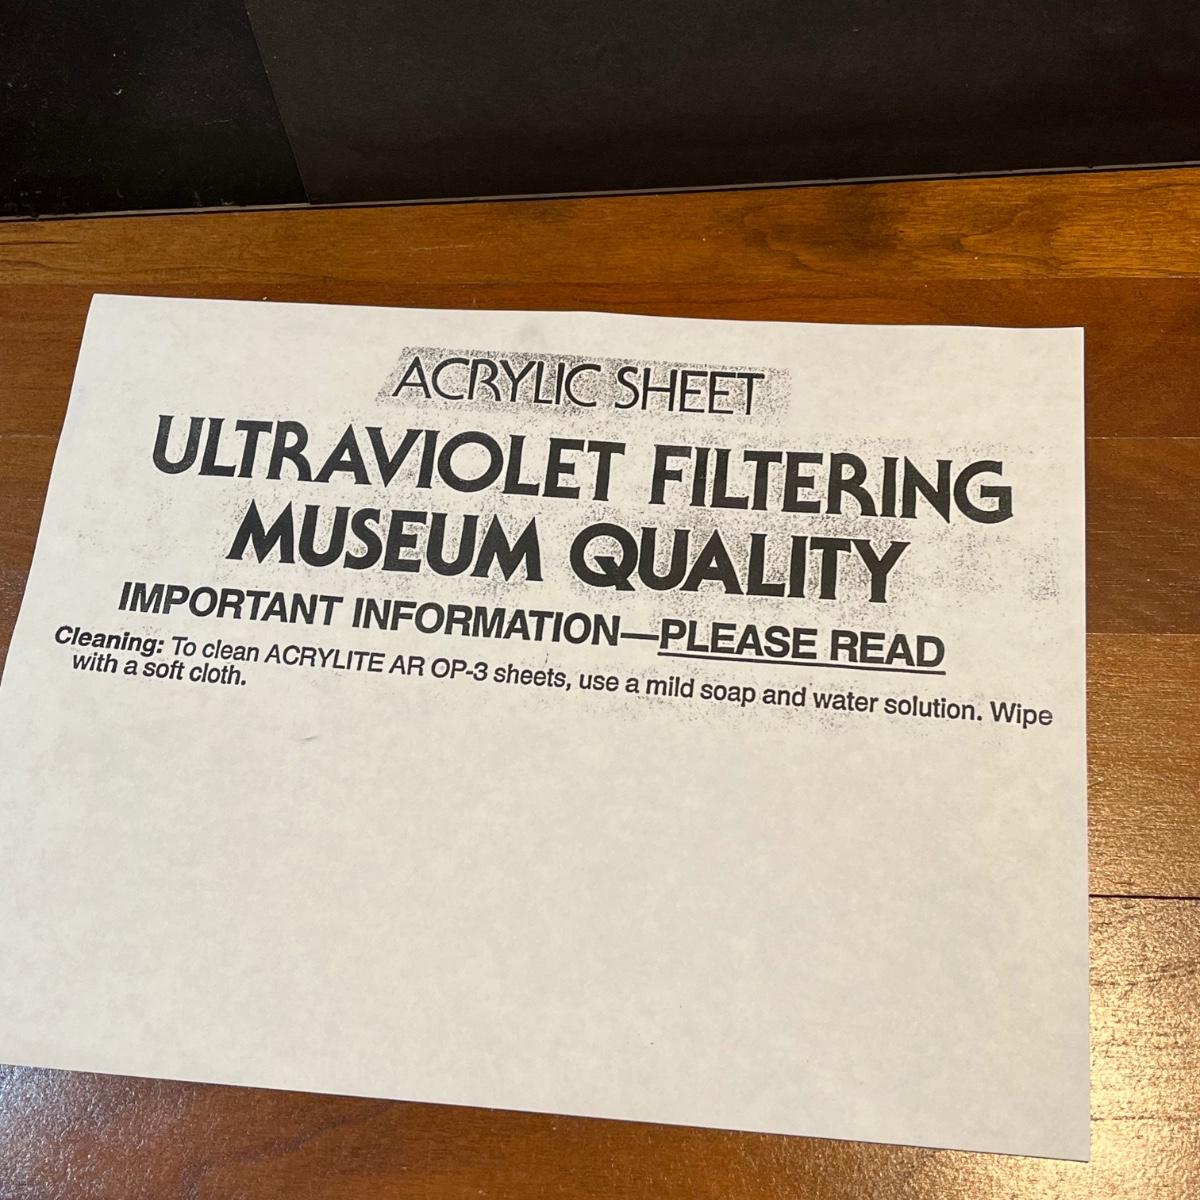 ACRYLIC SHEET
ULTRAVIOLET FILTERING
MUSEUM QUALITY
IMPORTANT INFORMATION—PLEASE READ
Cleaning: To clean ACRYLITE AR OP-3 sheets, use a mild soap and water solution. Wipe
with a soft cloth.